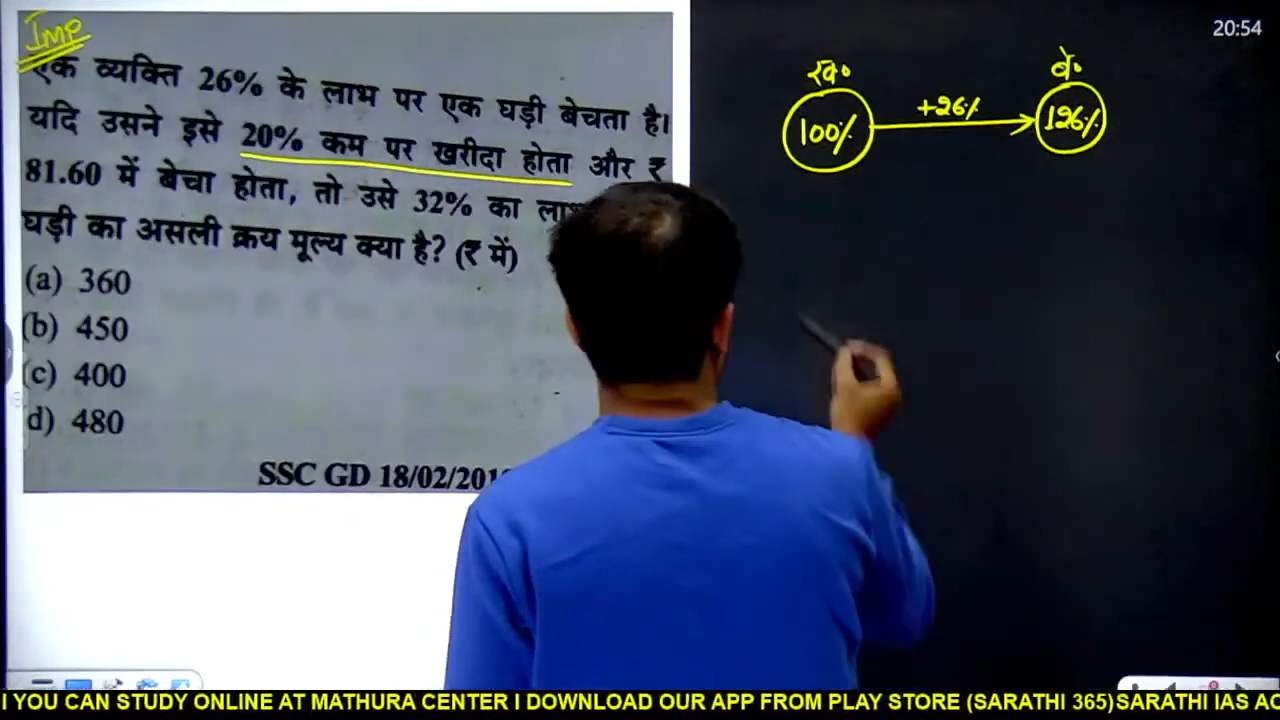 Imp
20:54
एक व्यक्ति 26% के लाभ पर एक घड़ी बेचता है।
यदि उसने इसे 20% कम पर खरीदा होता और ₹
81.60 में बेचा होता, तो उसे 32% का
घड़ी का असली क्रय मूल्य क्या है? (₹ में)
(a) 360
(b) 450
(c) 400
d) 480
SSC GD 18/02/201
ख०
बे०
100%
+26%
126%
I YOU CAN STUDY ONLINE AT MATHURA CENTER I DOWNLOAD OUR APP FROM PLAY STORE (SARATHI 365)SARATHI IAS AC